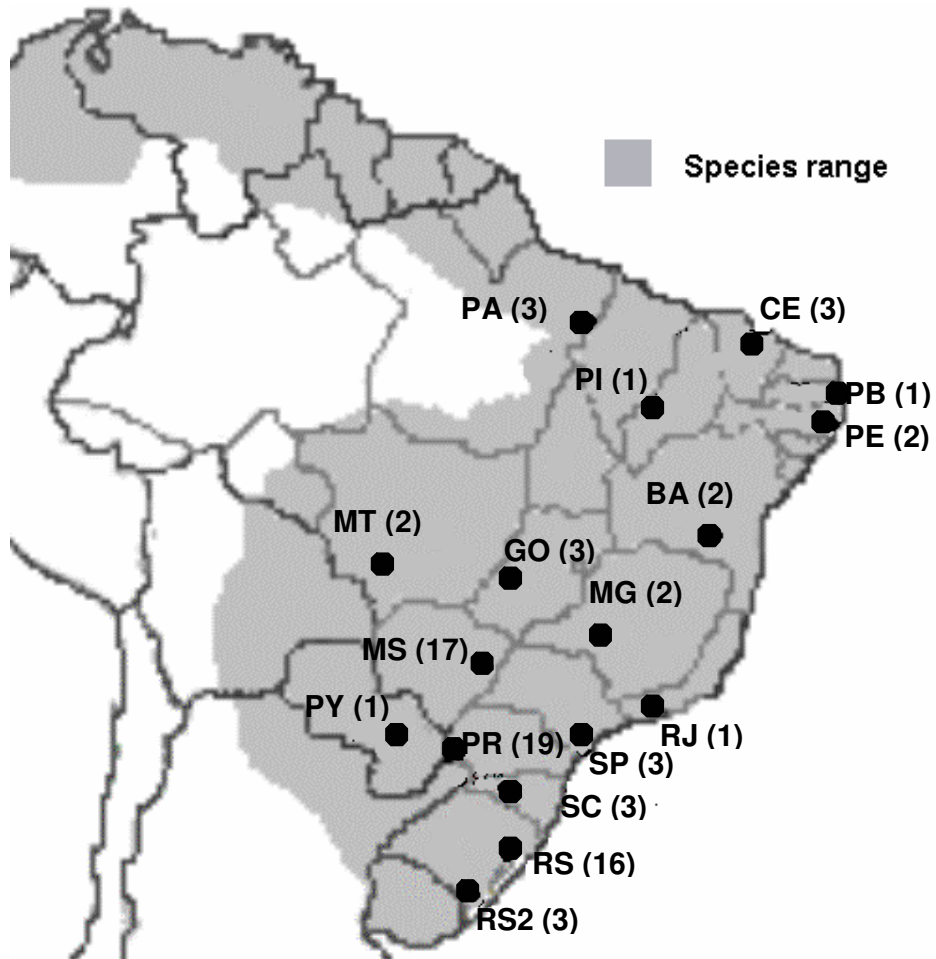 Species range
PA (3)
CE (3)
PI (1)
PB (1)
PE (2)
BA (2)
MT (2)
GO (3)
MG (2)
MS (17)
PY (1)
PR (19)
RJ (1)
SP (3)
SC (3)
RS (16)
RS2 (3)